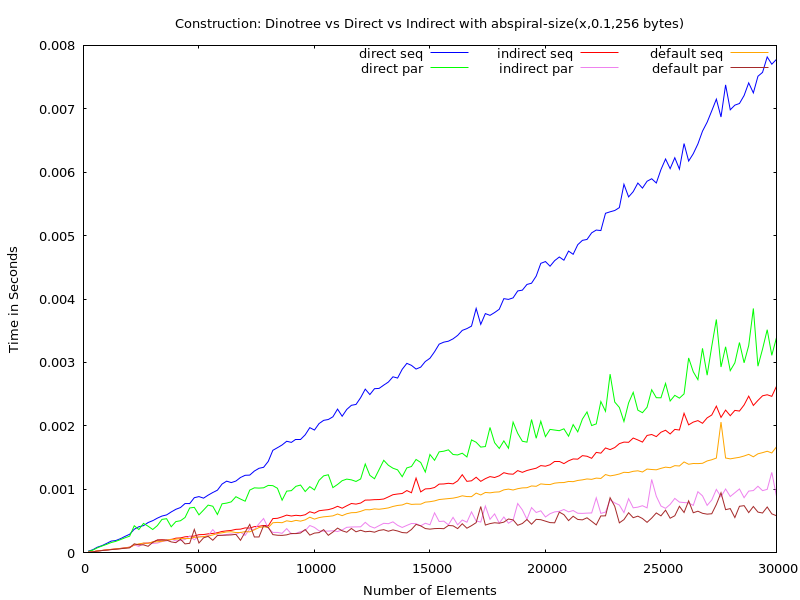 Construction: Dinotree vs Direct vs Indirect with abspiral-size(x,0.1,256 bytes)
direct seq indirect seq default seq
direct par indirect par default par
0.008
0.007
0.006
0.005
0.004
0.003
0.002
0.001
0
Time in Seconds
0 5000 10000 15000 20000 25000 30000
Number of Elements